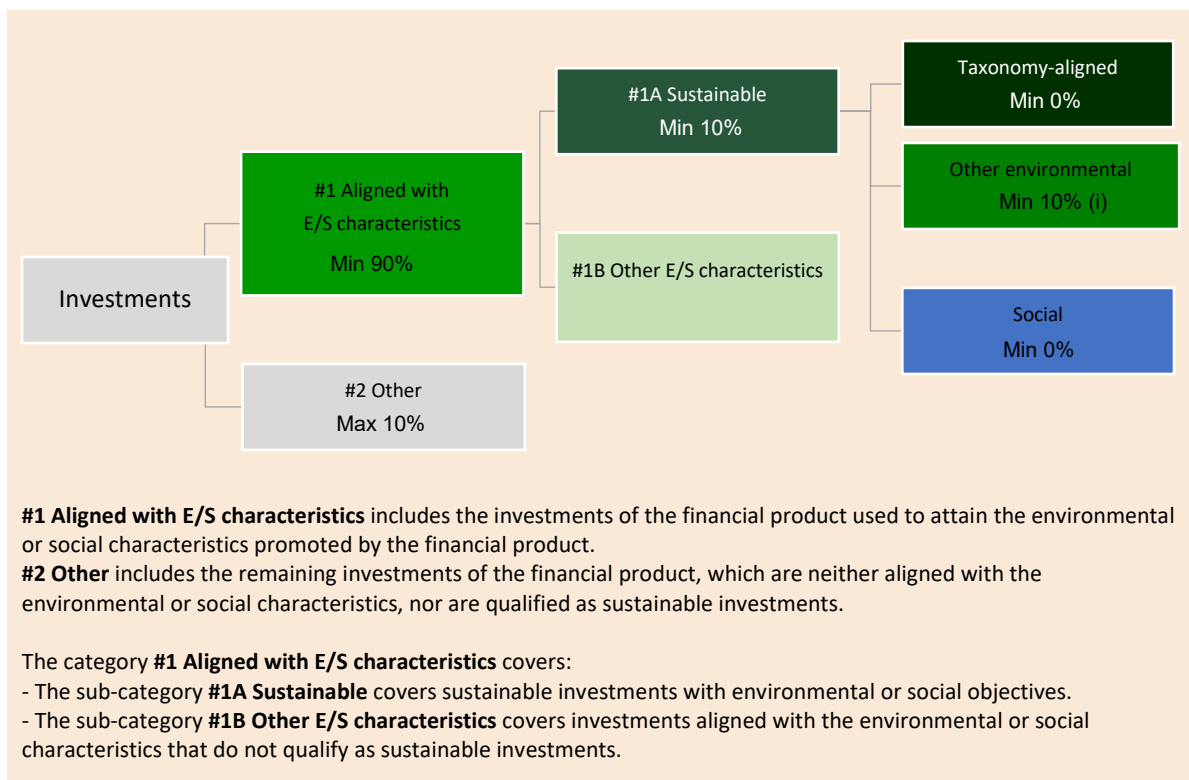 Investments
#1 Aligned with
E/S characteristics
Min 90%
#2 Other
Max 10%
#1A Sustainable
Min 10%
#1B Other E/S characteristics
Taxonomy-aligned
Min 0%
Other environmental
Min 10% (i)
Social
Min 0%
#1 Aligned with E/S characteristics includes the investments of the financial product used to attain the environmental
or social characteristics promoted by the financial product.
#2 Other includes the remaining investments of the financial product, which are neither aligned with the
environmental or social characteristics, nor are qualified as sustainable investments.
The category #1 Aligned with E/S characteristics covers:
- The sub-category #1A Sustainable covers sustainable investments with environmental or social objectives.
- The sub-category #1B Other E/S characteristics covers investments aligned with the environmental or social
characteristics that do not qualify as sustainable investments.